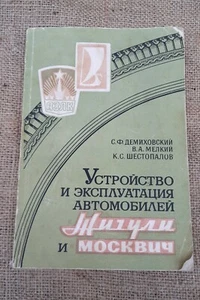 С.Ф. ДЕМИХОВСКИЙ
В.А. МЕЛКИЙ
К.С. ШЕСТОПАЛОВ
УСТРОЙСТВО
И ЭКСПЛУАТАЦИЯ
АВТОМОБИЛЕЙ
Жигули
И МОСКВИЧ